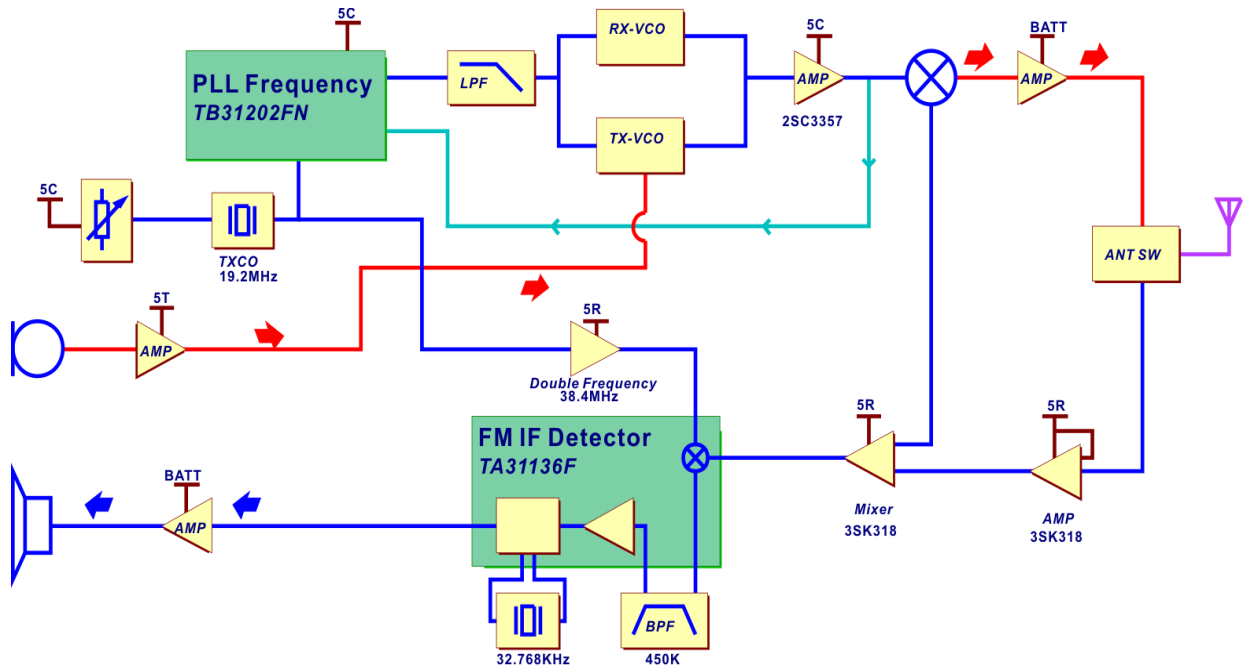 5C
RX-VCO
5C
BATT
PLL Frequency
TB31202FN
LPF
AMP
AMP
2SC3357
TX-VCO
5C
TXCO
19.2MHz
ANT SW
5T
AMP
5R
Double Frequency
38.4MHz
FM IF Detector
TA31136F
5R
5R
Mixer
3SK318
AMP
3SK318
BATT
AMP
BPF
32.768KHz
450K